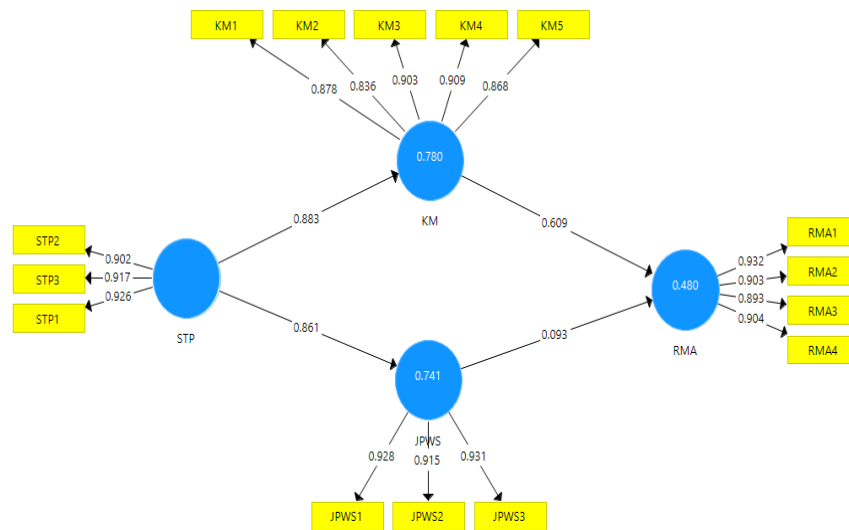 KM1 KM2 KM3 KM4 KM5
0.878 0.836 0.903 0.909 0.868
0.780
KM
0.883 0.609
STP2
STP3
STP1
0.902
0.917
0.926
STP
RMA1
RMA2
RMA3
RMA4
0.932
0.903
0.893
0.904
0.480
RMA
0.861 0.093
0.741
JPWS
0.928 0.915 0.931
JPWS1 JPWS2 JPWS3